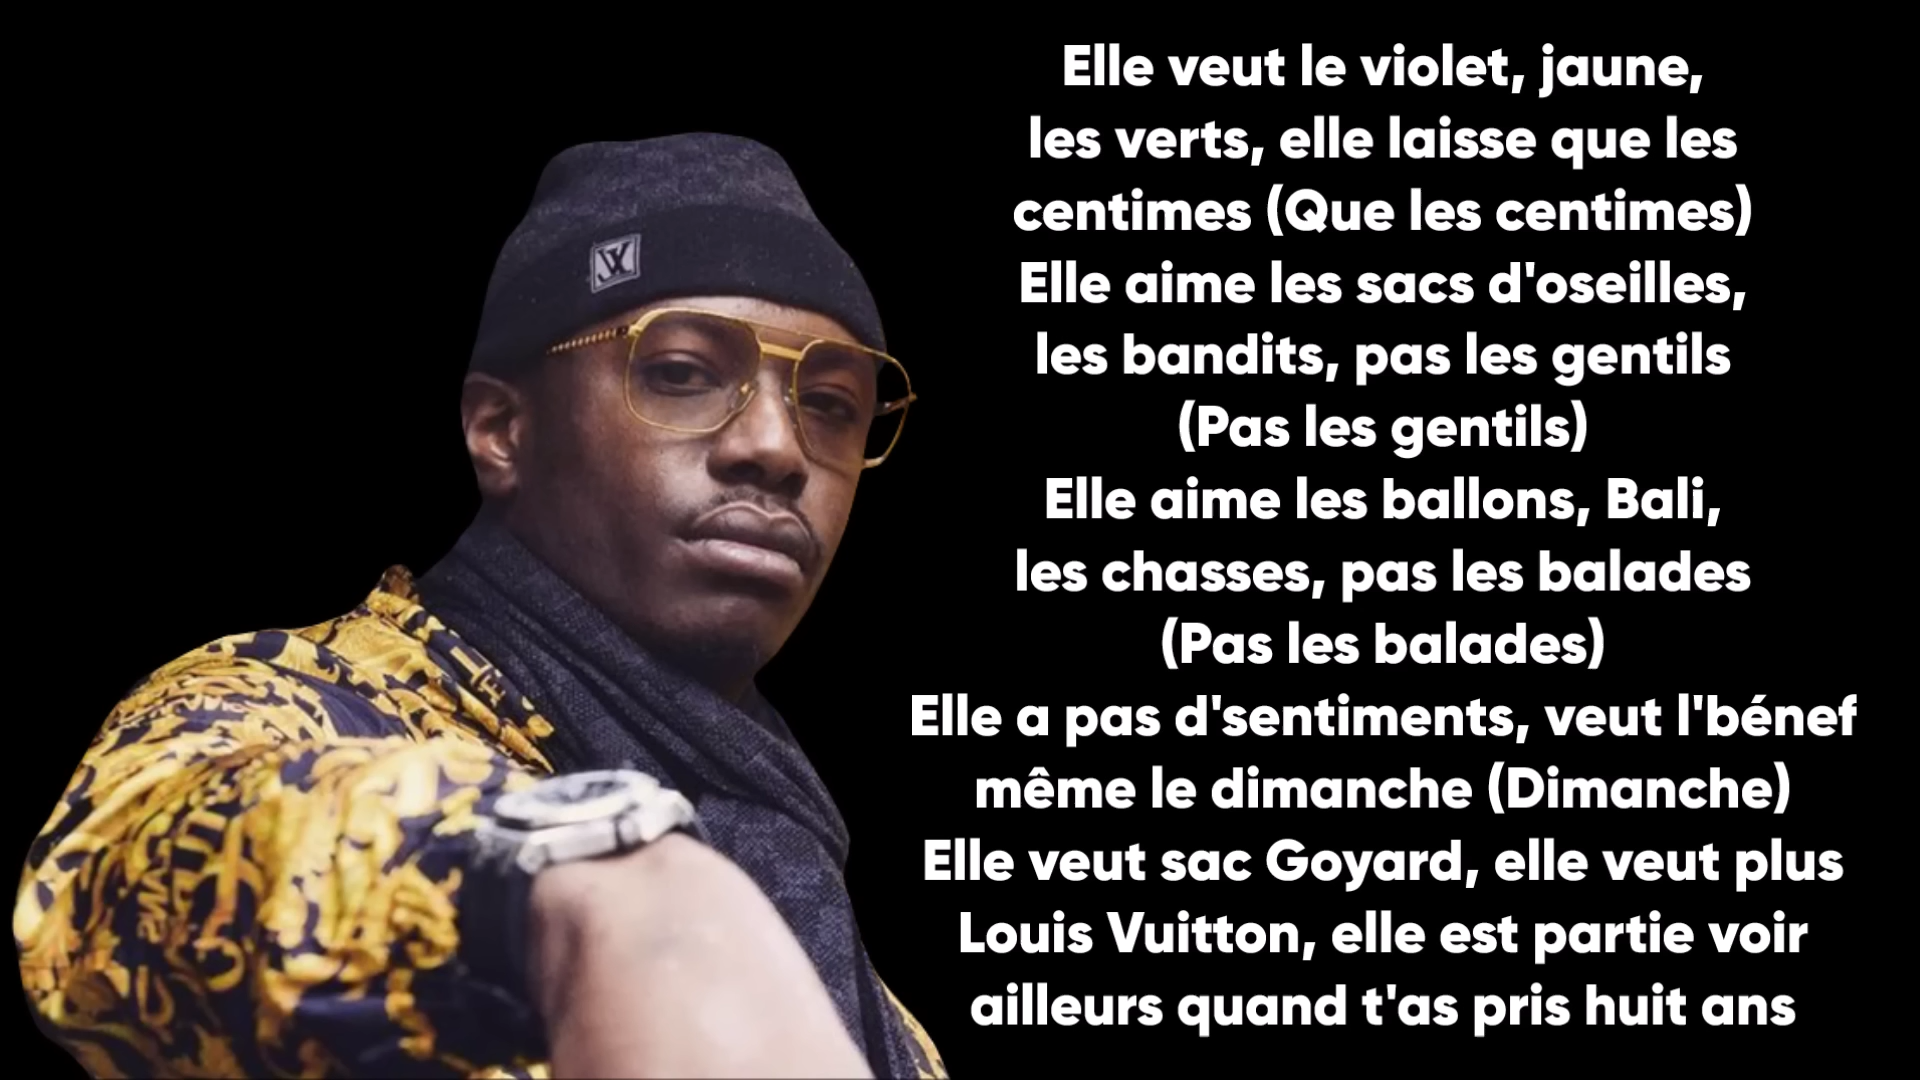 Elle veut le violet, jaune,
les verts, elle laisse que les
centimes (Que les centimes)
Elle aime les sacs d'oseilles,
les bandits, pas les gentils
(Pas les gentils)
Elle aime les ballons, Bali,
les chasses, pas les balades
(Pas les balades)
Elle a pas d'sentiments, veut l'bénef
même le dimanche (Dimanche)
Elle veut sac Goyard, elle veut plus
Louis Vuitton, elle est partie voir
ailleurs quand t'as pris huit ans